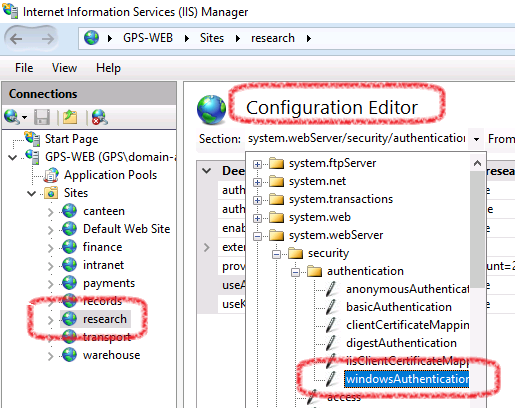 Internet Information Services (IIS) Manager
GPS-WEB Sites research
File View Help
Connections
Configuration Editor
Section: system.webServer/security/authentication From
Start Page
GPS-WEB (GPS\domain-a
Application Pools
Sites
canteen
Default Web Site
finance
intranet
payments
records
research
transport
warehouse
Dee
auth
auth
enab
exter
prov
useA
useK
system.ftpServer
system.net
system.transactions
system.web
system.webServer
security
authentication
anonymousAuthenticat
basicAuthentication
clientCertificateMappin
digestAuthentication
iisClientCertificateMapp
windowsAuthentication
access
resea
e
e
e
ount=2
e
e